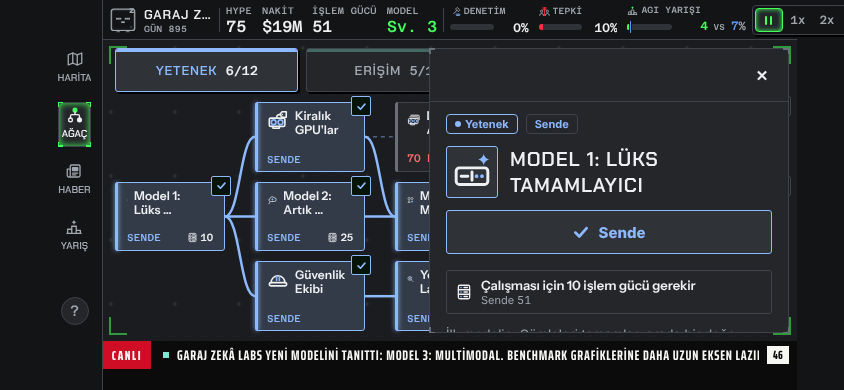 GARAJ Z...
GÜN 895
HYPE
75
NAKİT
$19M
İŞLEM GÜCÜ
51
MODEL
Sv. 3
DENETİM
0%
TEPKİ
10%
AGI YARIŞI
4 vs 7%
1x
2x
HARİTA
AĞAÇ
HABER
YARIŞ
?
YETENEK 6/12
ERİŞİM 5/1
Kiralık
GPU'lar
SENDE
70
Model 1:
Lüks ...
SENDE
10
Model 2:
Artık ...
SENDE
25
Güvenlik
Ekibi
SENDE
SENDE
SENDE
Yetenek
Sende
MODEL 1: LÜKS
TAMAMLAYICI
Sende
Çalışması için 10 işlem gücü gerekir
Sende 51
CANLI
GARAJ ZEKÂ LABS YENİ MODELİNİ TANITTI: MODEL 3: MULTİMODAL. BENCHMARK GRAFİKLERİNE DAHA UZUN EKSEN
46